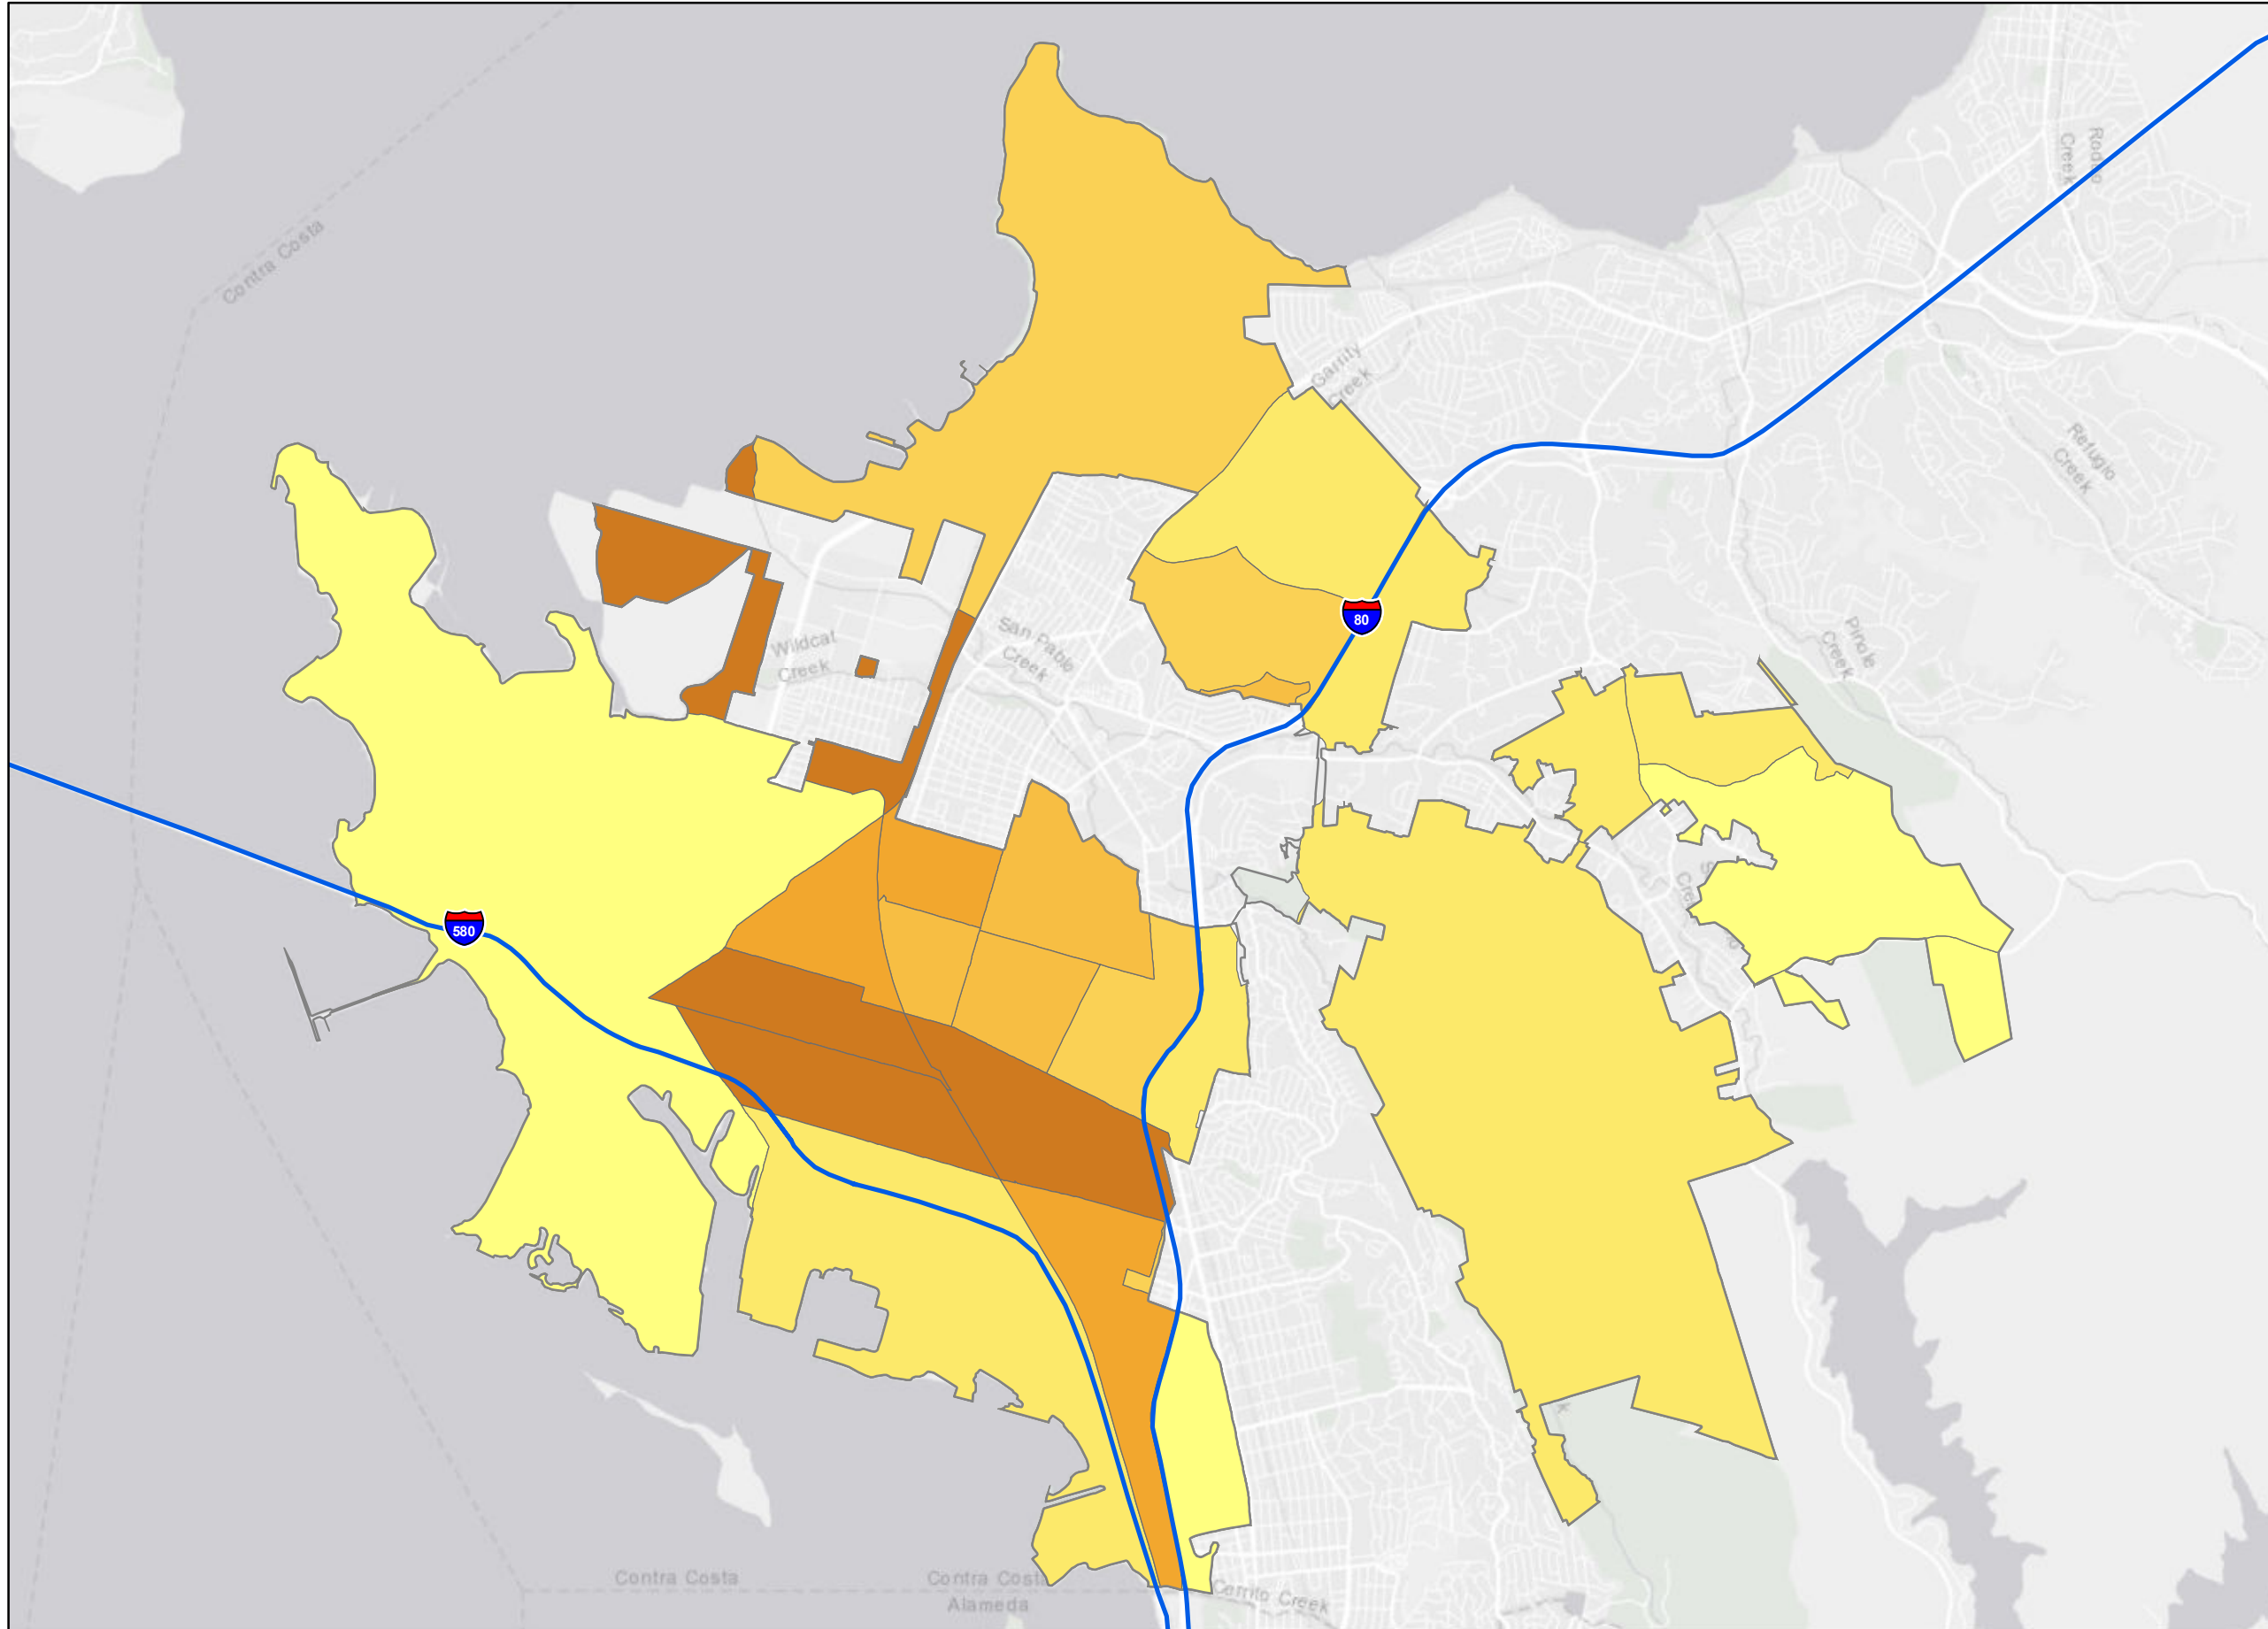 Rodeo
Creek
Contra Costa
Garrity
Creek
Refugio
Creek
80
Wildcat
Creek
San Pablo
Creek
Pinole
Creek
580
Contra Costa
Contra Costa
Alameda
Cerrito Creek